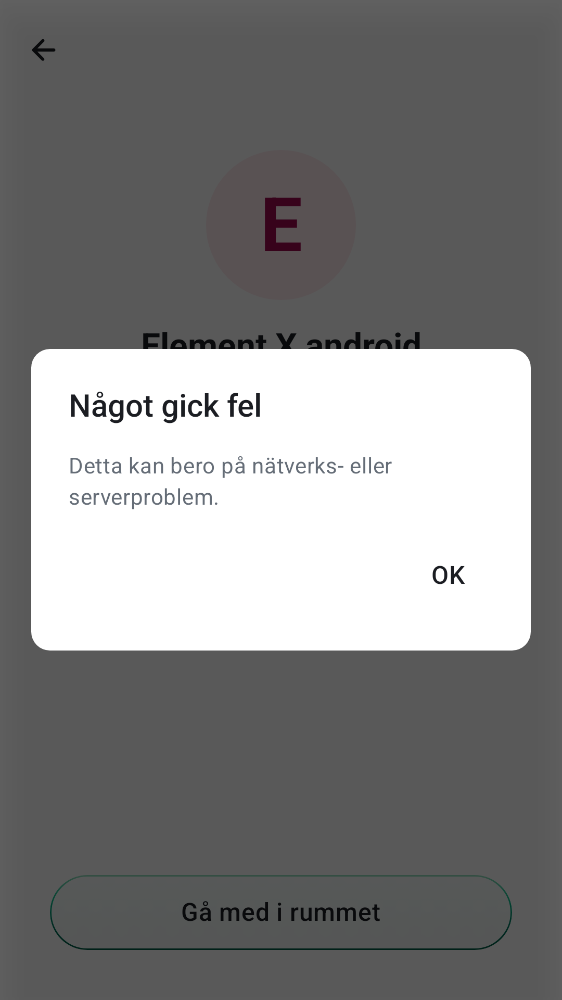 E
Element X android
Något gick fel
Detta kan bero på nätverks- eller
serverproblem.
OK
Gå med i rummet